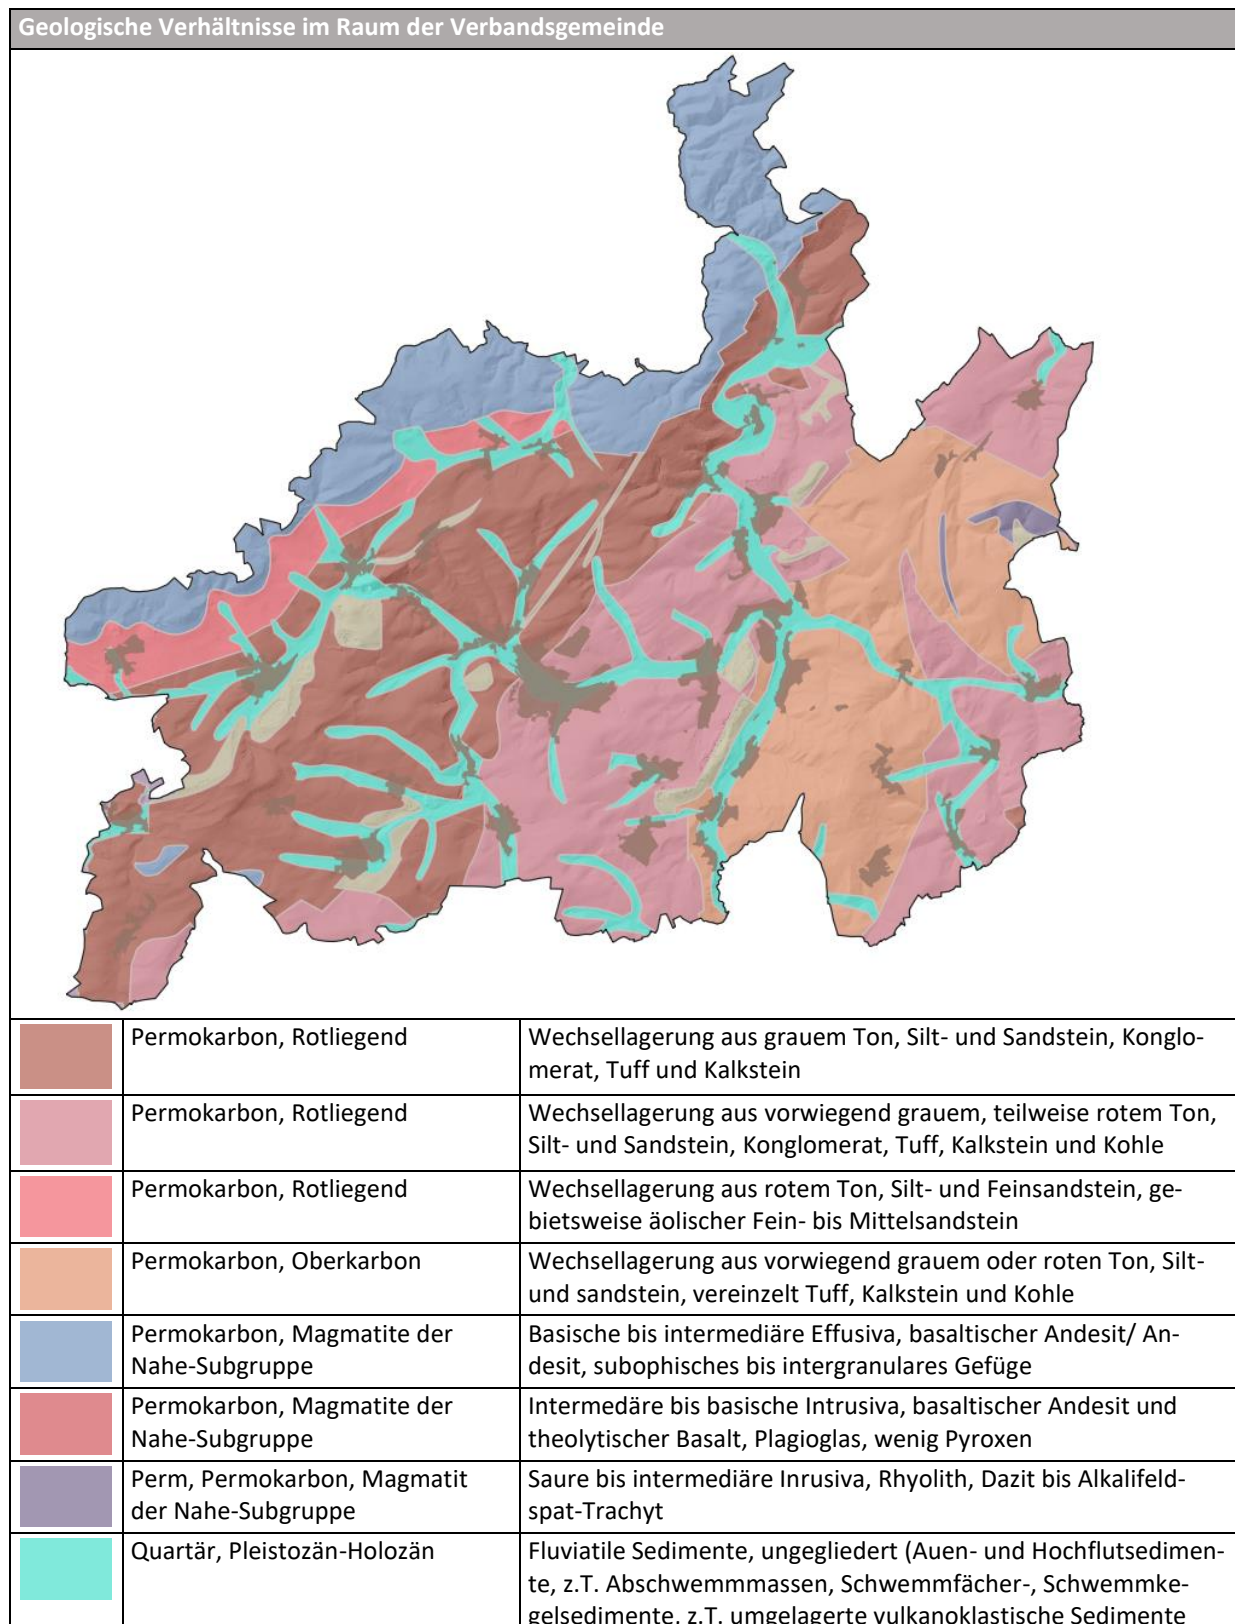 Geologische Verhältnisse im Raum der Verbandsgemeinde
Permokarbon, Rotliegend
Wechsellagerung aus grauem Ton, Silt- und Sandstein, Konglo-
merat, Tuff und Kalkstein
Permokarbon, Rotliegend
Wechsellagerung aus vorwiegend grauem, teilweise rotem Ton,
Silt- und Sandstein, Konglomerat, Tuff, Kalkstein und Kohle
Permokarbon, Rotliegend
Wechsellagerung aus rotem Ton, Silt- und Feinsandstein, ge-
bietsweise äolischer Fein- bis Mittelsandstein
Permokarbon, Oberkarbon
Wechsellagerung aus vorwiegend grauem oder roten Ton, Silt-
und sandstein, vereinzelt Tuff, Kalkstein und Kohle
Permokarbon, Magmatite der
Nahe-Subgruppe
Basische bis intermediäre Effusiva, basaltischer Andesit/ An-
desit, subophisches bis intergranulares Gefüge
Permokarbon, Magmatite der
Nahe-Subgruppe
Intermedäre bis basische Intrusiva, basaltischer Andesit und
theolytischer Basalt, Plagioglas, wenig Pyroxen
Perm, Permokarbon, Magmatit
der Nahe-Subgruppe
Saure bis intermediäre Inrusiva, Rhyolith, Dazit bis Alkalifeld-
spat-Trachyt
Quartär, Pleistozän-Holozän
Fluviatile Sedimente, ungegliedert (Auen- und Hochflutsedimen-
te, z.T. Abschwemmmassen, Schwemmfächer-, Schwemmke-
gelsedimente, z.T. umgelagerte vulkanoklastische Sedimente